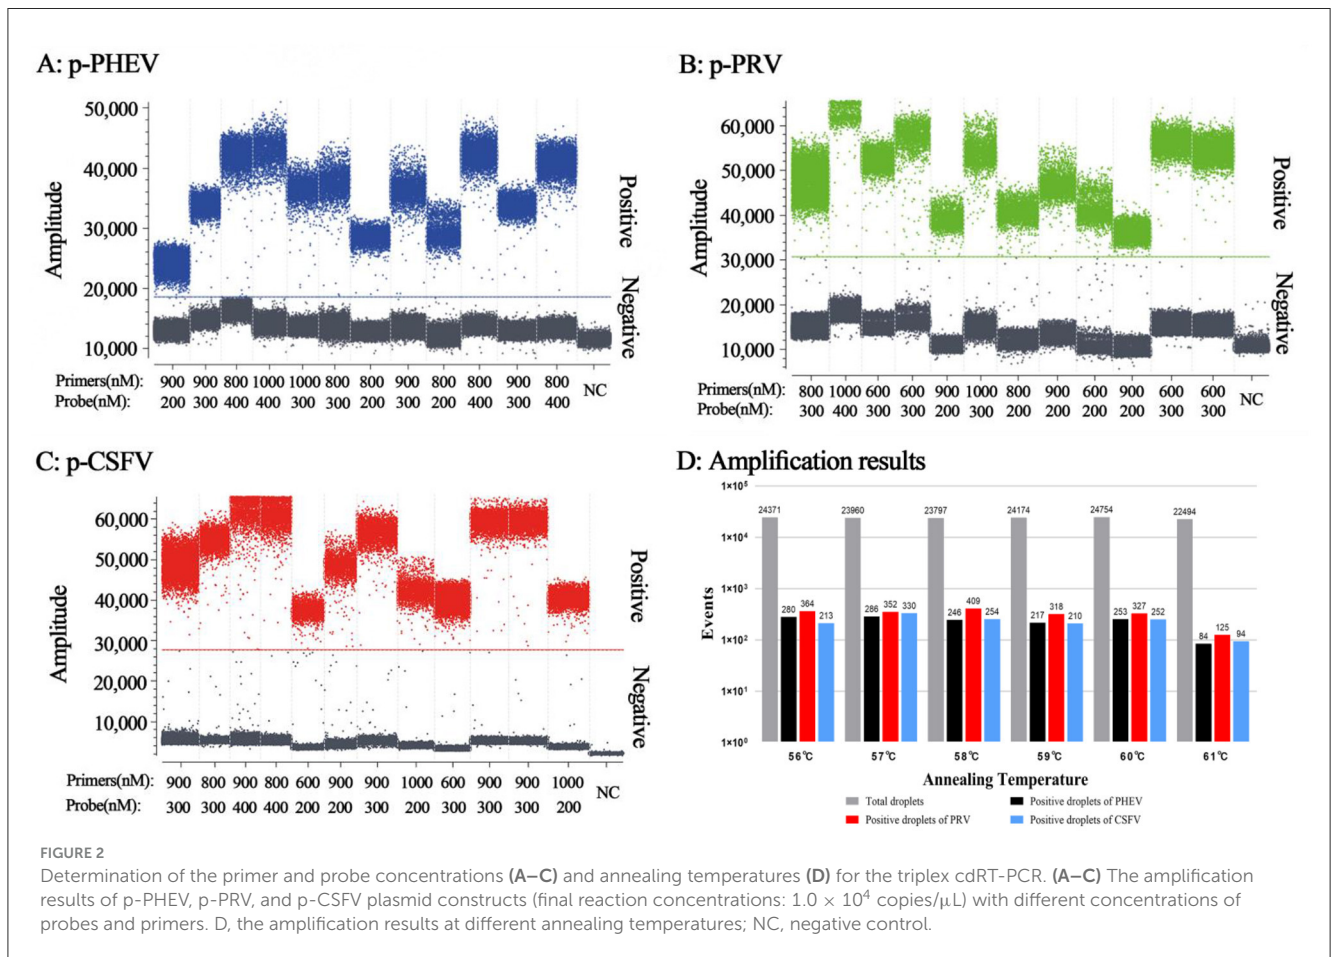 A: p-PHEV
50,000
40,000
30,000
20,000
10,000
Amplitude
Positive
Negative
Primers(nM): 900 900 800 1000 1000 800 800 900 800 800 900 800 NC
Probe(nM): 200 300 400 400 300 300 200 300 200 400 300 400
B: p-PRV
60,000
50,000
40,000
30,000
20,000
10,000
Amplitude
Positive
Negative
Primers(nM): 800 1000 600 600 900 1000 800 900 600 900 600 600 NC
Probe(nM): 300 400 300 300 200 300 200 200 200 200 300 300
C: p-CSFV
60,000
50,000
40,000
30,000
20,000
10,000
Amplitude
Positive
Negative
Primers(nM): 900 800 900 800 600 900 900 1000 600 900 900 1000 NC
Probe(nM): 300 300 400 400 200 200 300 200 300 300 300 200
D: Amplification results
1×10⁵
1×10⁴
1×10³
1×10²
1×10¹
1×10⁰
Events
24371 280 364 213
23960 286 352 330
23797 246 409 254
24174 217 318 210
24754 253 327 252
22494 84 125 94
56℃ 57℃ 58℃ 59℃ 60℃ 61℃
Annealing Temperature
Total droplets Positive droplets of PHEV
Positive droplets of PRV Positive droplets of CSFV
FIGURE 2
Determination of the primer and probe concentrations (A–C) and annealing temperatures (D) for the triplex cdRT-PCR. (A–C) The amplification
results of p-PHEV, p-PRV, and p-CSFV plasmid constructs (final reaction concentrations: 1.0 × 10⁴ copies/μL) with different concentrations of
probes and primers. D, the amplification results at different annealing temperatures; NC, negative control.